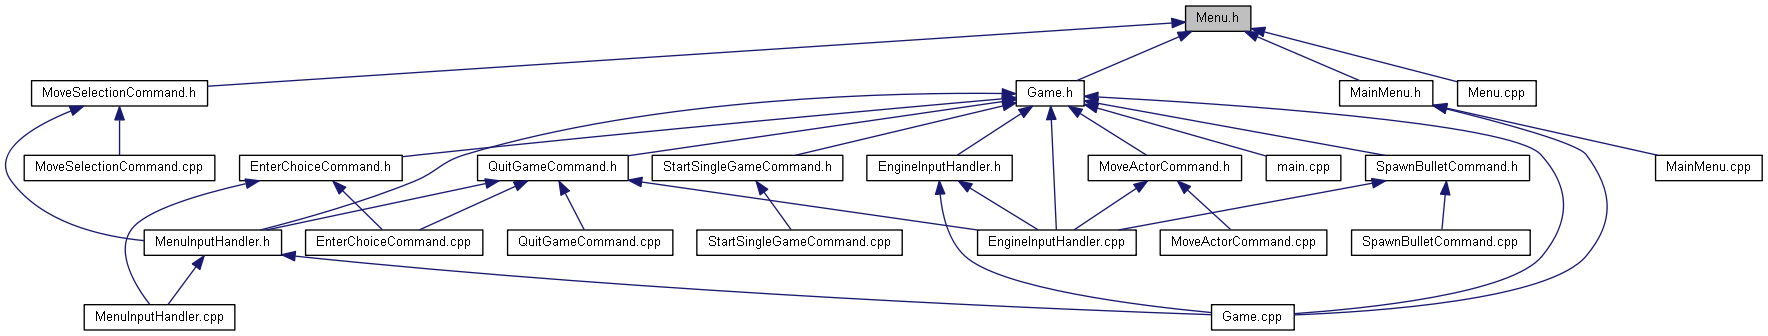 Menu.h
MoveSelectionCommand.h
Game.h
MainMenu.h
Menu.cpp
MoveSelectionCommand.cpp
EnterChoiceCommand.h
QuitGameCommand.h
StartSingleGameCommand.h
EngineInputHandler.h
MoveActorCommand.h
main.cpp
SpawnBulletCommand.h
MainMenu.cpp
MenuInputHandler.h
EnterChoiceCommand.cpp
QuitGameCommand.cpp
StartSingleGameCommand.cpp
EngineInputHandler.cpp
MoveActorCommand.cpp
SpawnBulletCommand.cpp
MenuInputHandler.cpp
Game.cpp